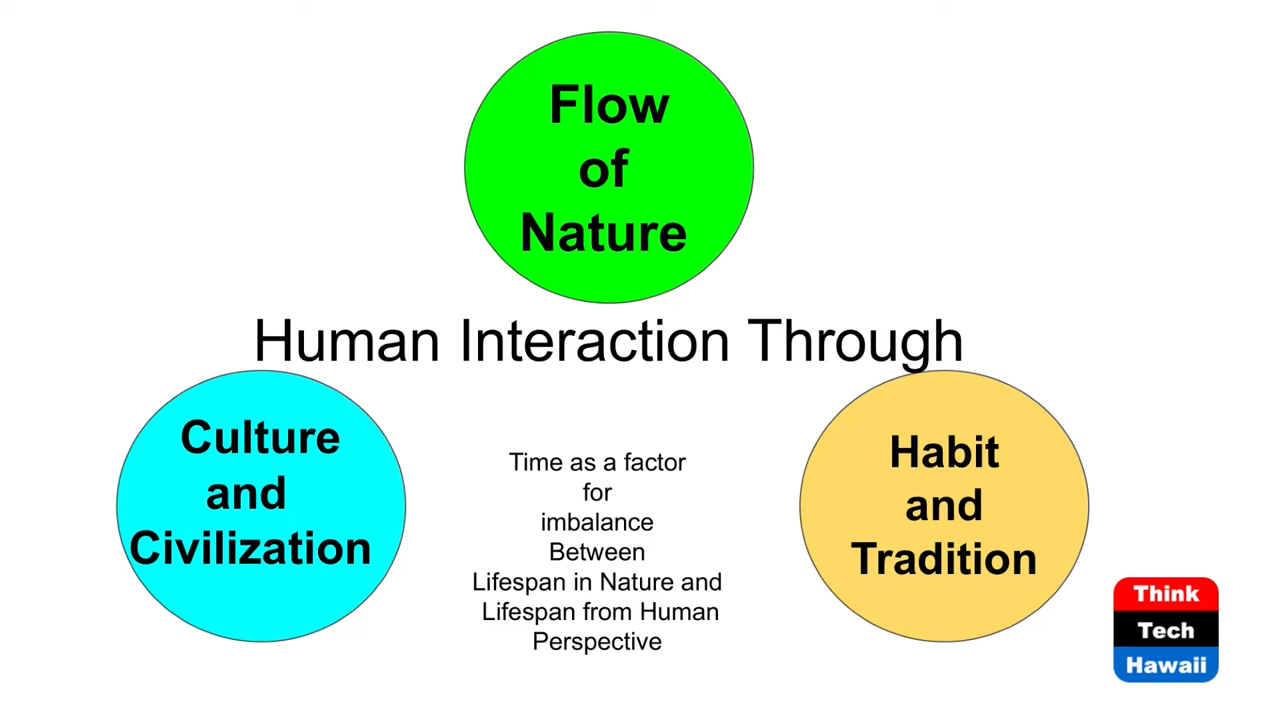 Flow
of
Nature
Human Interaction Through
Culture
and
Civilization
Time as a factor
for
imbalance
Between
Lifespan in Nature and
Lifespan from Human
Perspective
Habit
and
Tradition
Think
Tech
Hawaii